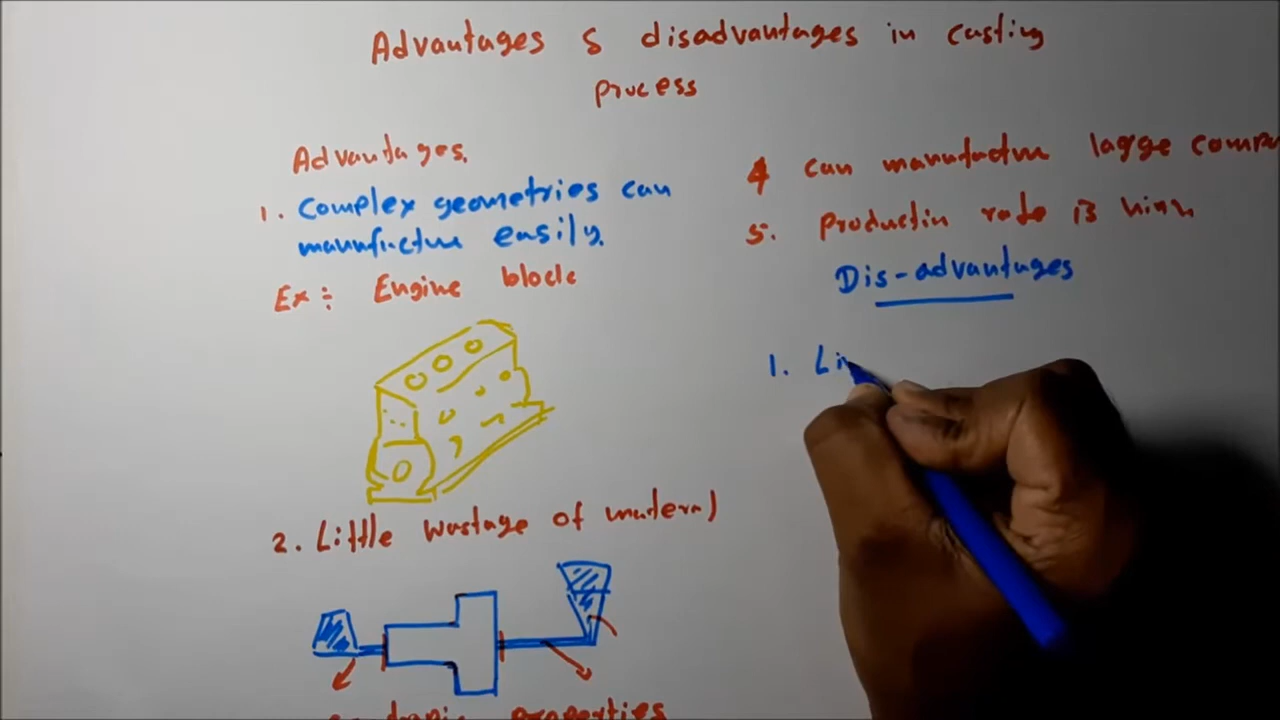 Advantages & disadvantages in casting
process
Advantages.
1. Complex geometries can
manufacture easily.
Ex: Engine block
2. Little wastage of material
properties
4 can manufacture large
5. Production rate is high
Dis-advantages
1. Li